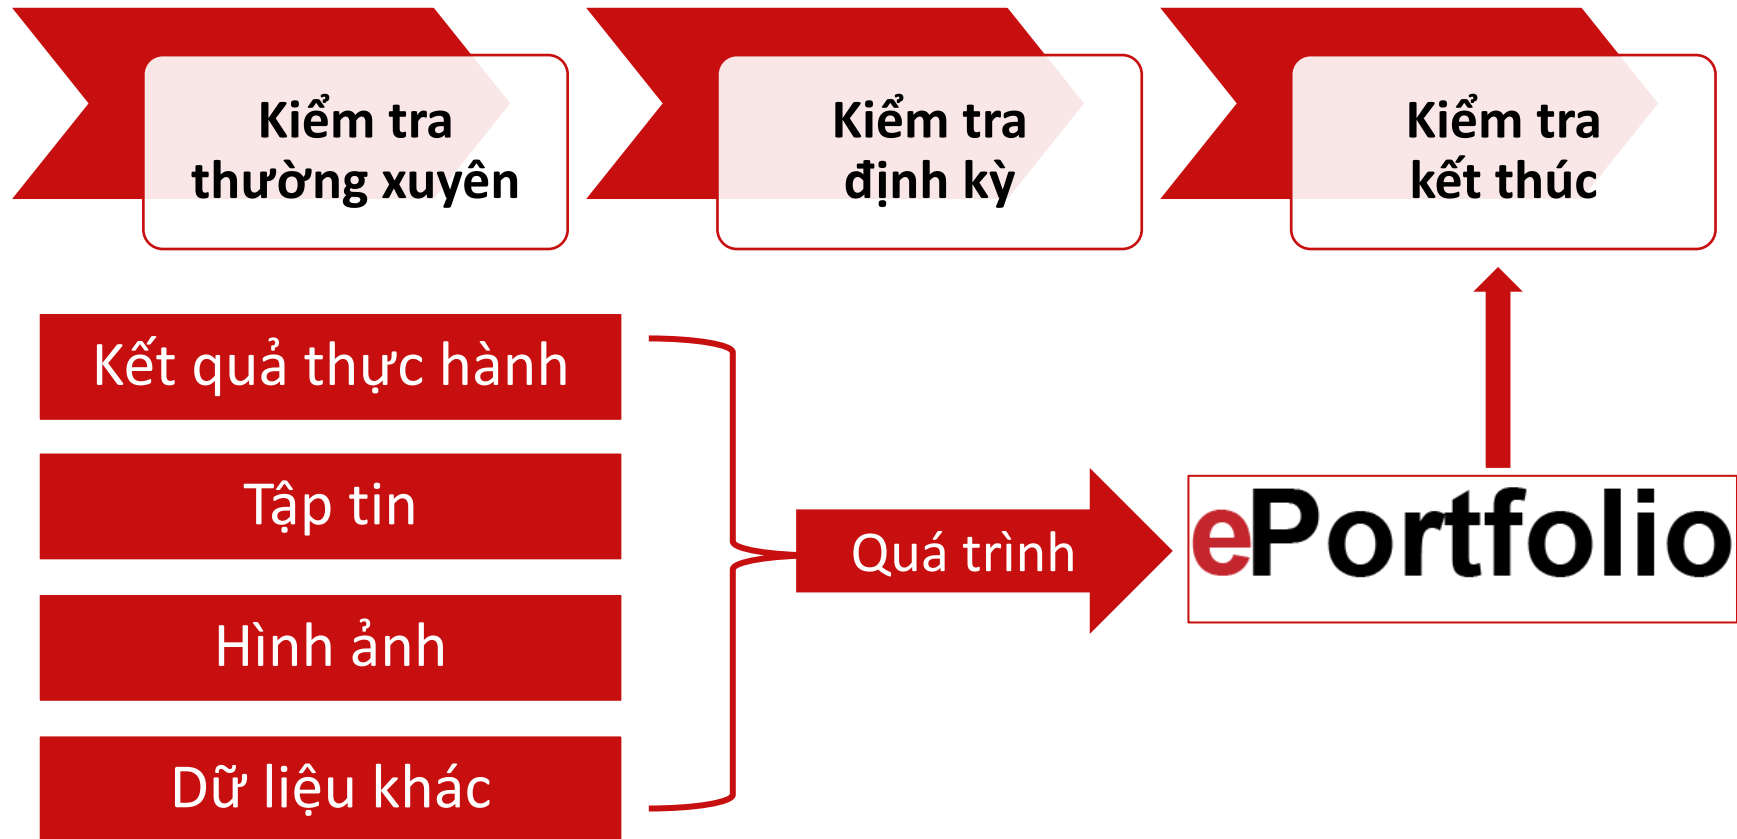 Kiểm tra
thường xuyên
Kiểm tra
định kỳ
Kiểm tra
kết thúc
Kết quả thực hành
Tập tin
Hình ảnh
Dữ liệu khác
Quá trình
ePortfolio